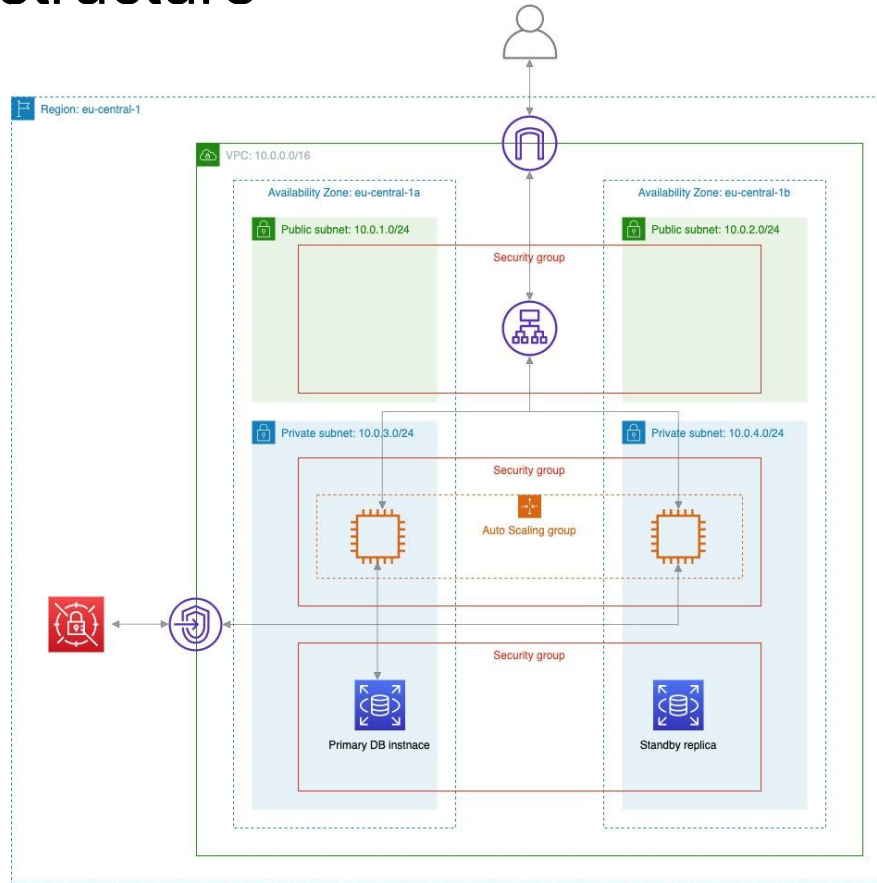 structure
Region: eu-central-1
VPC: 10.0.0.0/16
Availability Zone: eu-central-1a
Availability Zone: eu-central-1b
Public subnet: 10.0.1.0/24
Public subnet: 10.0.2.0/24
Security group
Private subnet: 10.0.3.0/24
Private subnet: 10.0.4.0/24
Security group
Auto Scaling group
Security group
Primary DB instnace
Standby replica